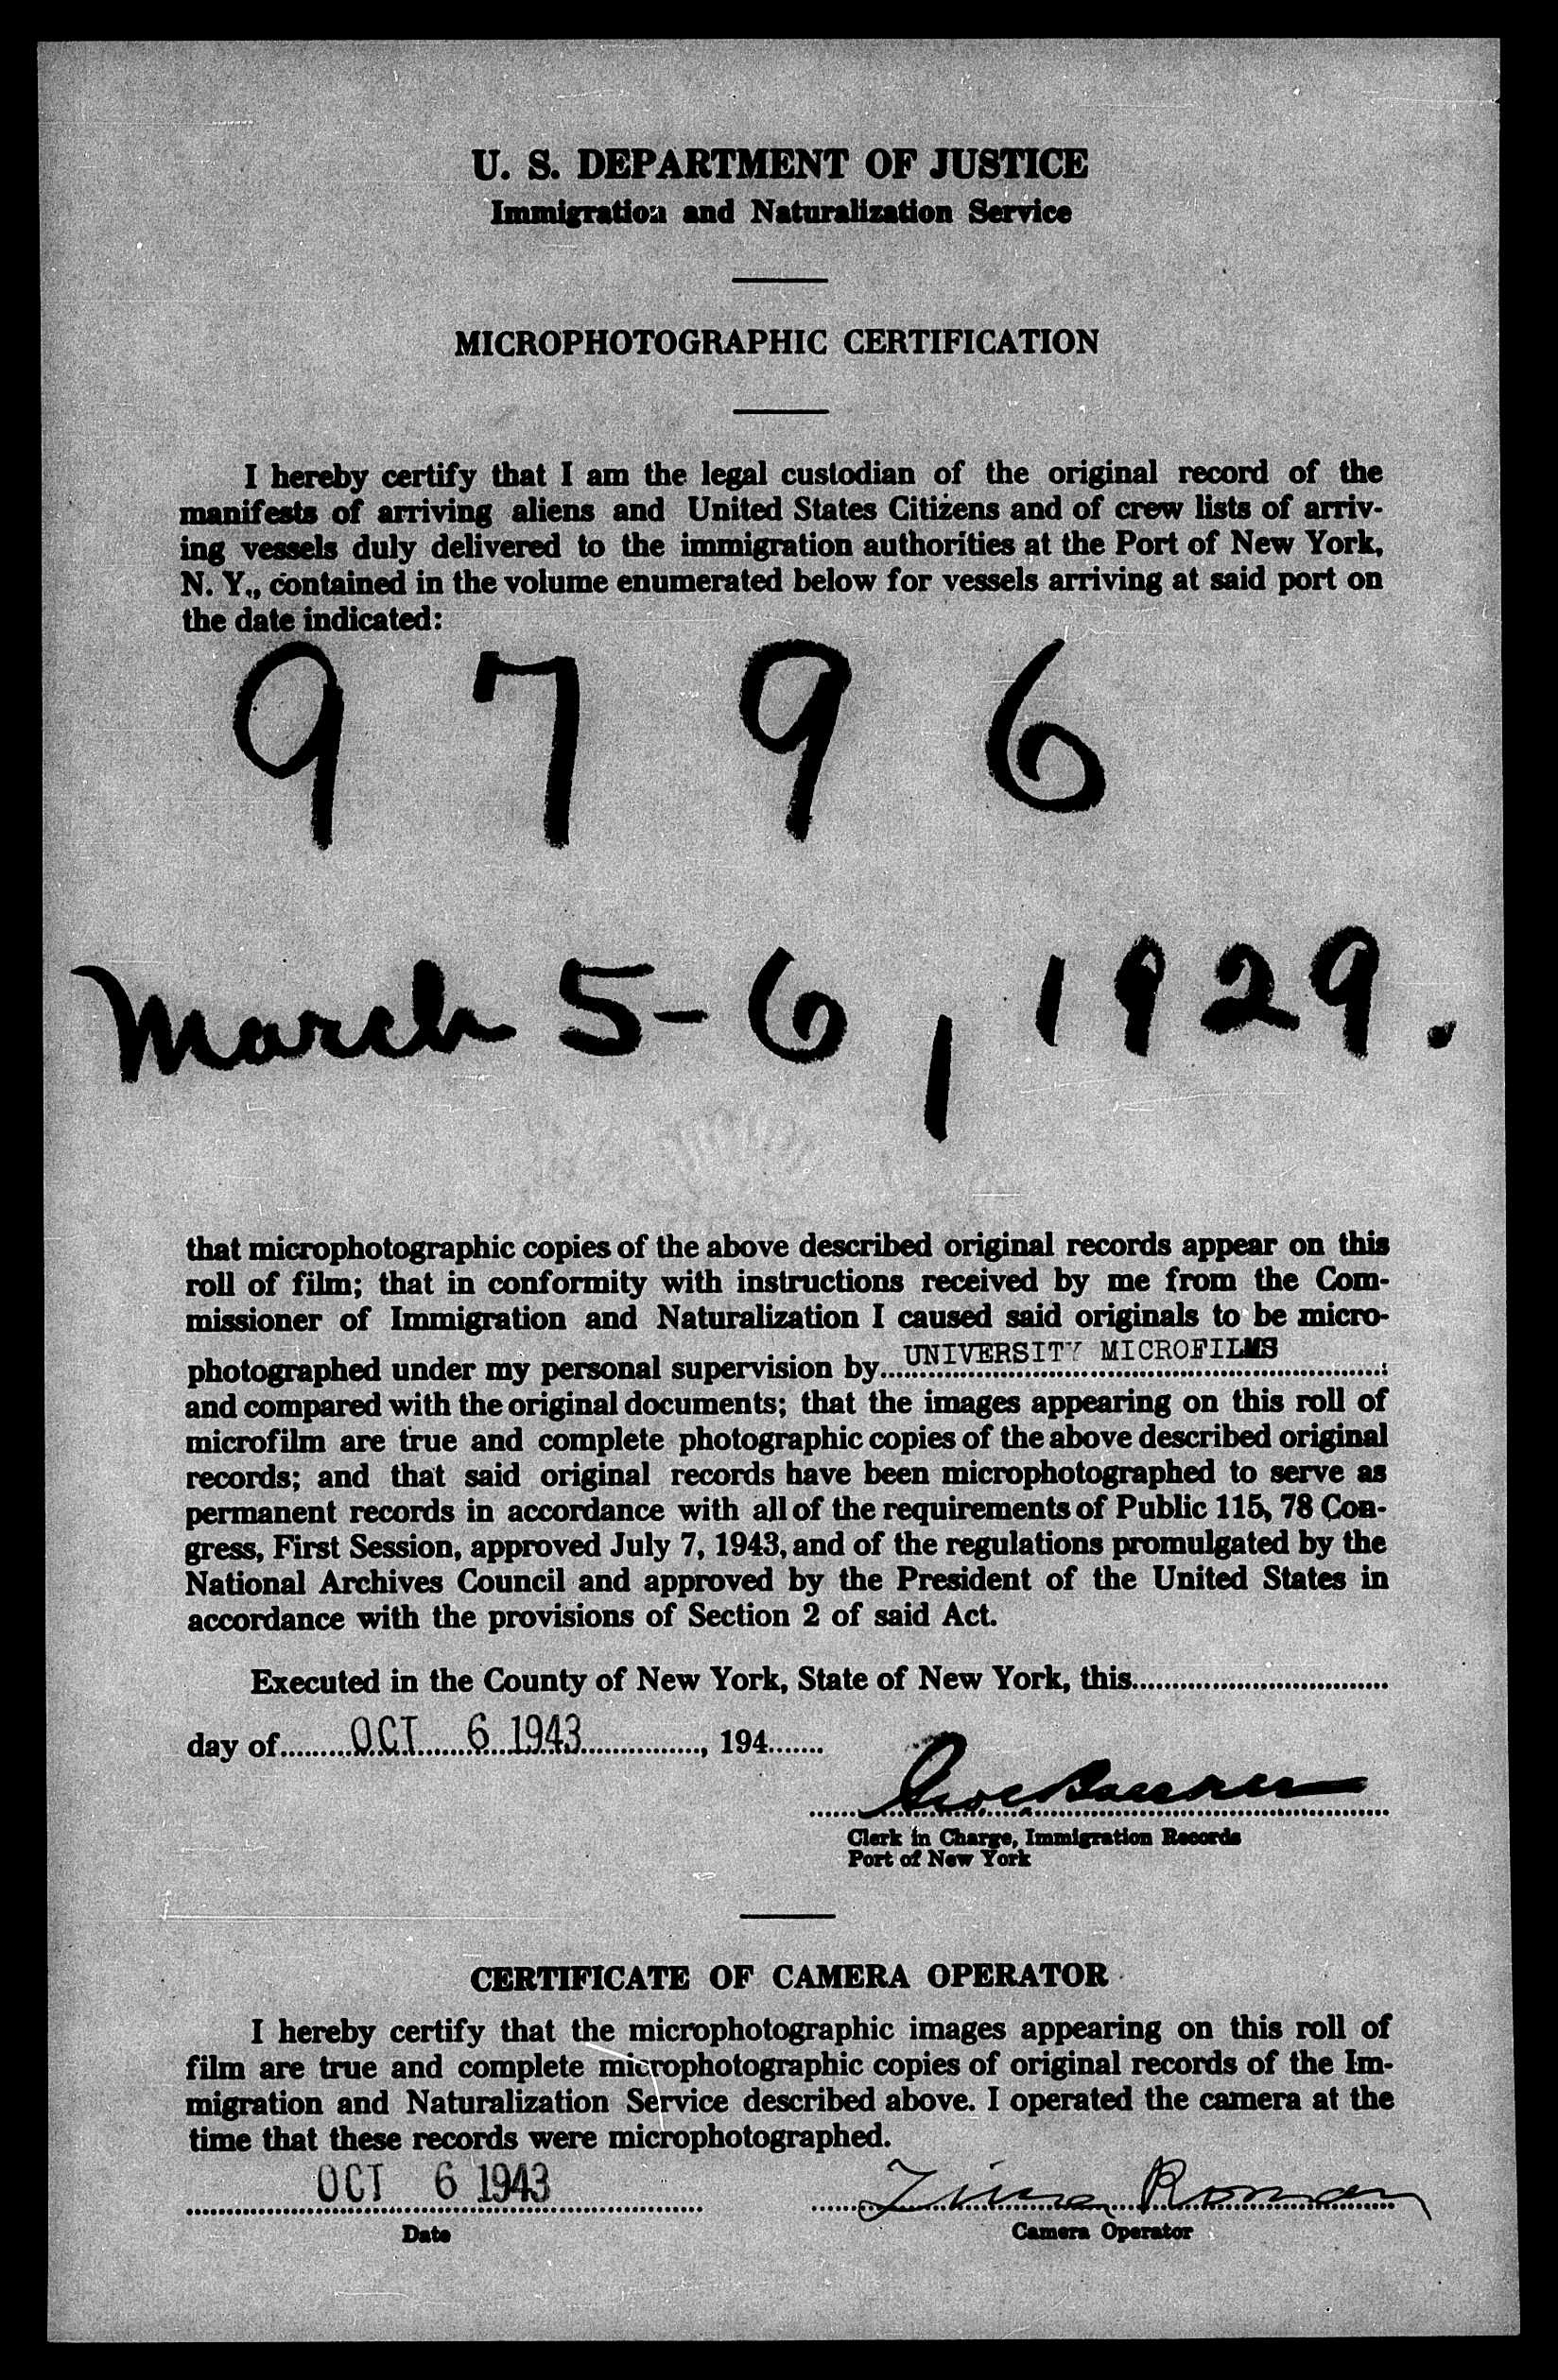 U. S. DEPARTMENT OF JUSTICE
Immigration and Naturalization Service
MICROPHOTOGRAPHIC CERTIFICATION
I hereby certify that I am the legal custodian of the original record of the
manifests of arriving aliens and United States Citizens and of crew lists of arriv-
ing vessels duly delivered to the immigration authorities at the Port of New York,
N. Y., contained in the volume enumerated below for vessels arriving at said port on
the date indicated:
9796
March 5-6, 1929.
that microphotographic copies of the above described original records appear on this
roll of film; that in conformity with instructions received by me from the Com-
missioner of Immigration and Naturalization I caused said originals to be micro-
photographed under my personal supervision by UNIVERSITY MICROFILMS;
and compared with the original documents; that the images appearing on this roll of
microfilm are true and complete photographic copies of the above described original
records; and that said original records have been microphotographed to serve as
permanent records in accordance with all of the requirements of Public 115, 78 Con-
gress, First Session, approved July 7, 1943, and of the regulations promulgated by the
National Archives Council and approved by the President of the United States in
accordance with the provisions of Section 2 of said Act.
Executed in the County of New York, State of New York, this
day of OCT 6 1943, 194
Clerk in Charge, Immigration Records
Port of New York
CERTIFICATE OF CAMERA OPERATOR
I hereby certify that the microphotographic images appearing on this roll of
film are true and complete microphotographic copies of original records of the Im-
migration and Naturalization Service described above. I operated the camera at the
time that these records were microphotographed.
OCT 6 1943 Roman
Date Camera Operator